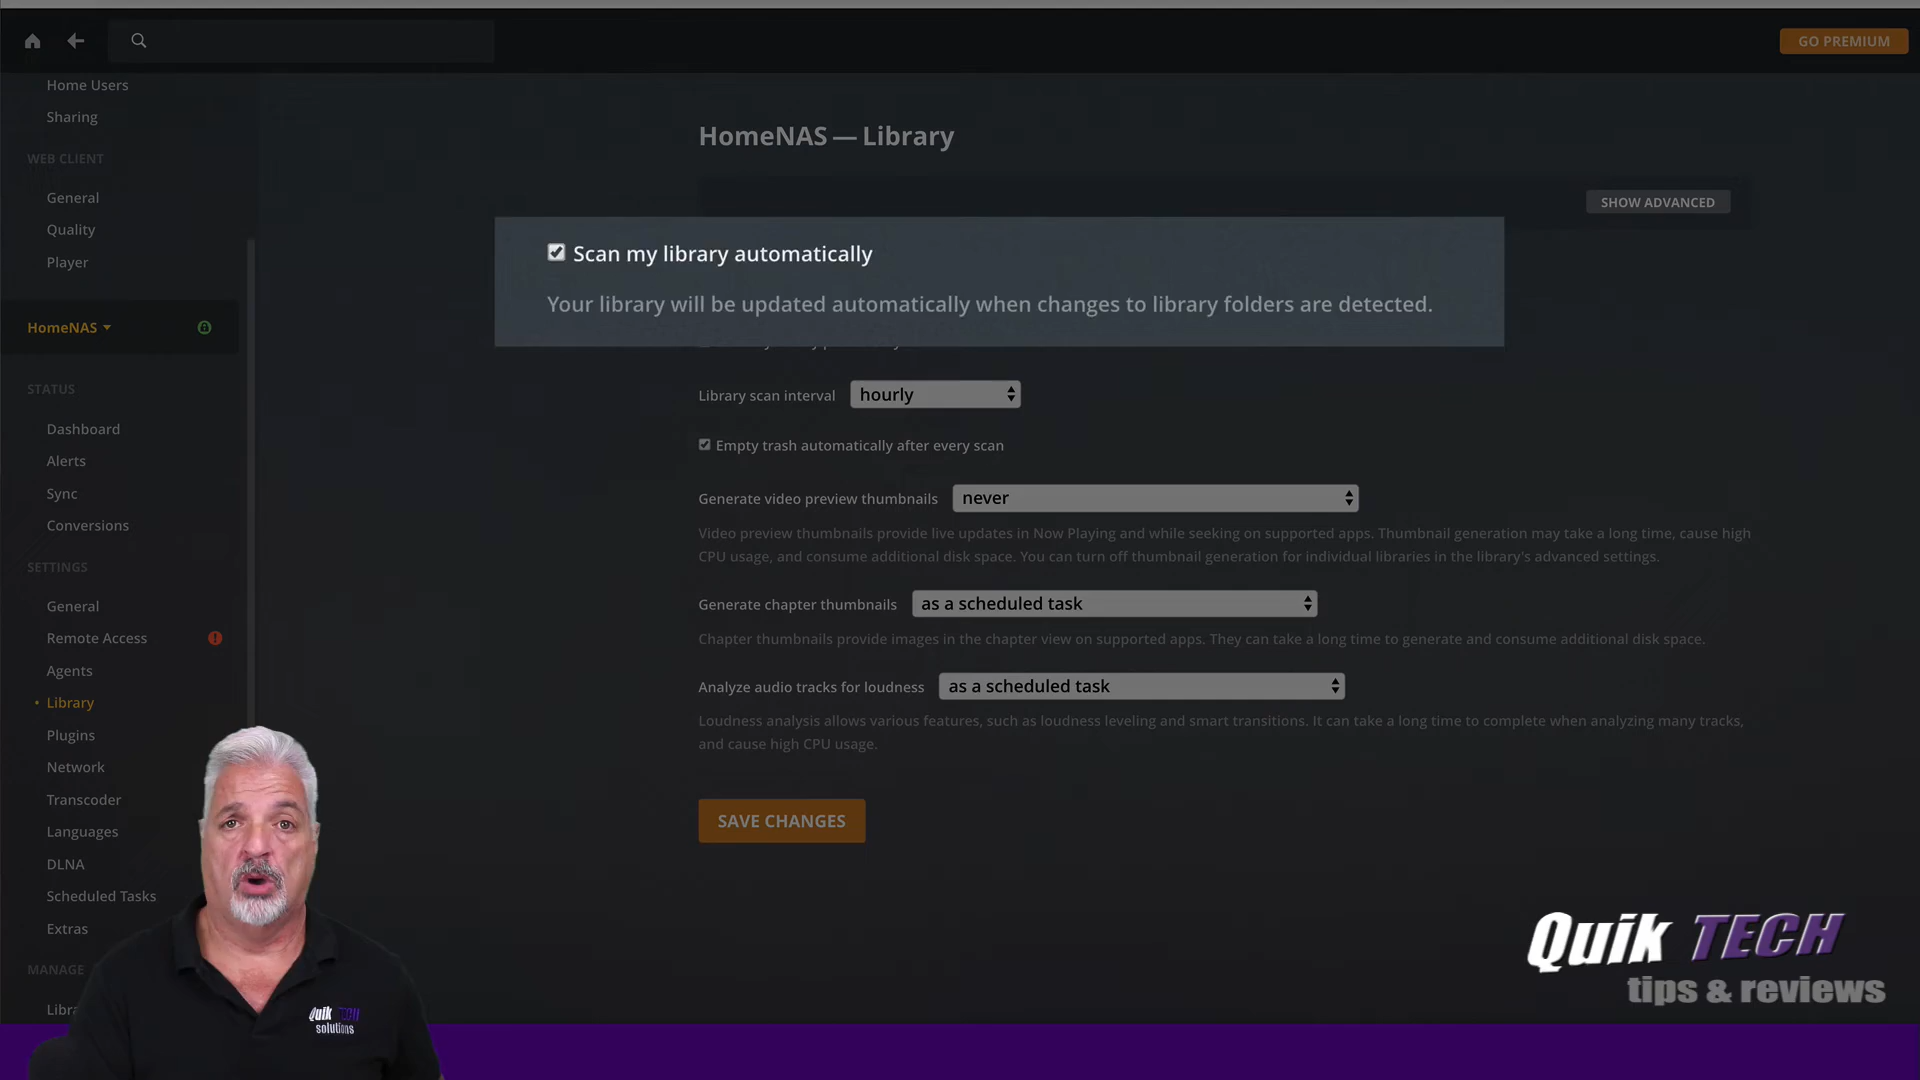 GO PREMIUM
Home Users
Sharing
WEB CLIENT
General
Quality
Player
HomeNAS
STATUS
Dashboard
Alerts
Sync
Conversions
SETTINGS
General
Remote Access
Agents
Library
Plugins
Network
Transcoder
Languages
DLNA
Scheduled Tasks
Extras
MANAGE
HomeNAS — Library
SHOW ADVANCED
Scan my library automatically
Your library will be updated automatically when changes to library folders are detected.
Library scan interval hourly
Empty trash automatically after every scan
Generate video preview thumbnails never
Video preview thumbnails provide live updates in Now Playing and while seeking on supported apps. Thumbnail generation may take a long time, cause high
CPU usage, and consume additional disk space. You can turn off thumbnail generation for individual libraries in the library's advanced settings.
Generate chapter thumbnails as a scheduled task
Chapter thumbnails provide images in the chapter view on supported apps. They can take a long time to generate and consume additional disk space.
Analyze audio tracks for loudness as a scheduled task
Loudness analysis allows various features, such as loudness leveling and smart transitions. It can take a long time to complete when analyzing many tracks,
and cause high CPU usage.
SAVE CHANGES
Quik TECH
solutions
Quik TECH
tips & reviews